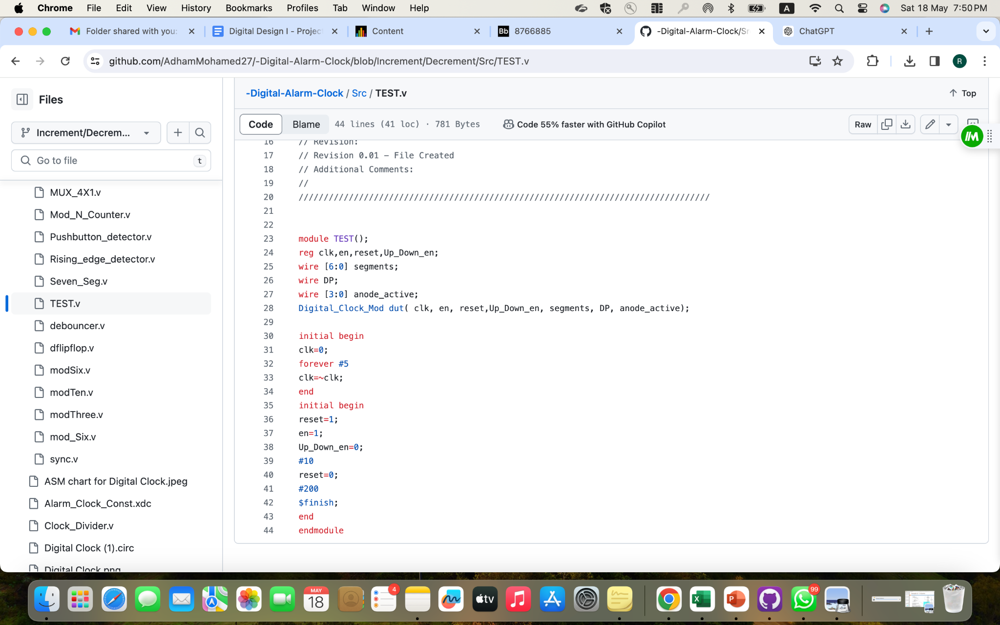 Chrome File Edit View History Bookmarks Profiles Tab Window Help A Sat 18 May 7:50 PM
Folder shared with you: Digital Design I - Project Content Bb 8766885 -Digital-Alarm-Clock/Sr ChatGPT
github.com/AdhamMohamed27/-Digital-Alarm-Clock/blob/Increment/Decrement/Src/TEST.v R
Files
Increment/Decrem...
Go to file t
MUX_4X1.v
Mod_N_Counter.v
Pushbutton_detector.v
Rising_edge_detector.v
Seven_Seg.v
TEST.v
debouncer.v
dflipflop.v
modSix.v
modTen.v
modThree.v
mod_Six.v
sync.v
ASM chart for Digital Clock.jpeg
Alarm_Clock_Const.xdc
Clock_Divider.v
Digital Clock (1).circ
Digital Clock.png
-Digital-Alarm-Clock / Src / TEST.v Top
Code Blame 44 lines (41 loc) · 781 Bytes Code 55% faster with GitHub Copilot Raw
16 // Revision:
17 // Revision 0.01 - File Created
18 // Additional Comments:
19 //
20 //////////////////////////////////////////////////////////////////////////////////
21
22
23 module TEST();
24 reg clk,en,reset,Up_Down_en;
25 wire [6:0] segments;
26 wire DP;
27 wire [3:0] anode_active;
28 Digital_Clock_Mod dut( clk, en, reset,Up_Down_en, segments, DP, anode_active);
29
30 initial begin
31 clk=0;
32 forever #5
33 clk=~clk;
34 end
35 initial begin
36 reset=1;
37 en=1;
38 Up_Down_en=0;
39 #10
40 reset=0;
41 #200
42 $finish;
43 end
44 endmodule
MAY
18
4
tv
X
P
99